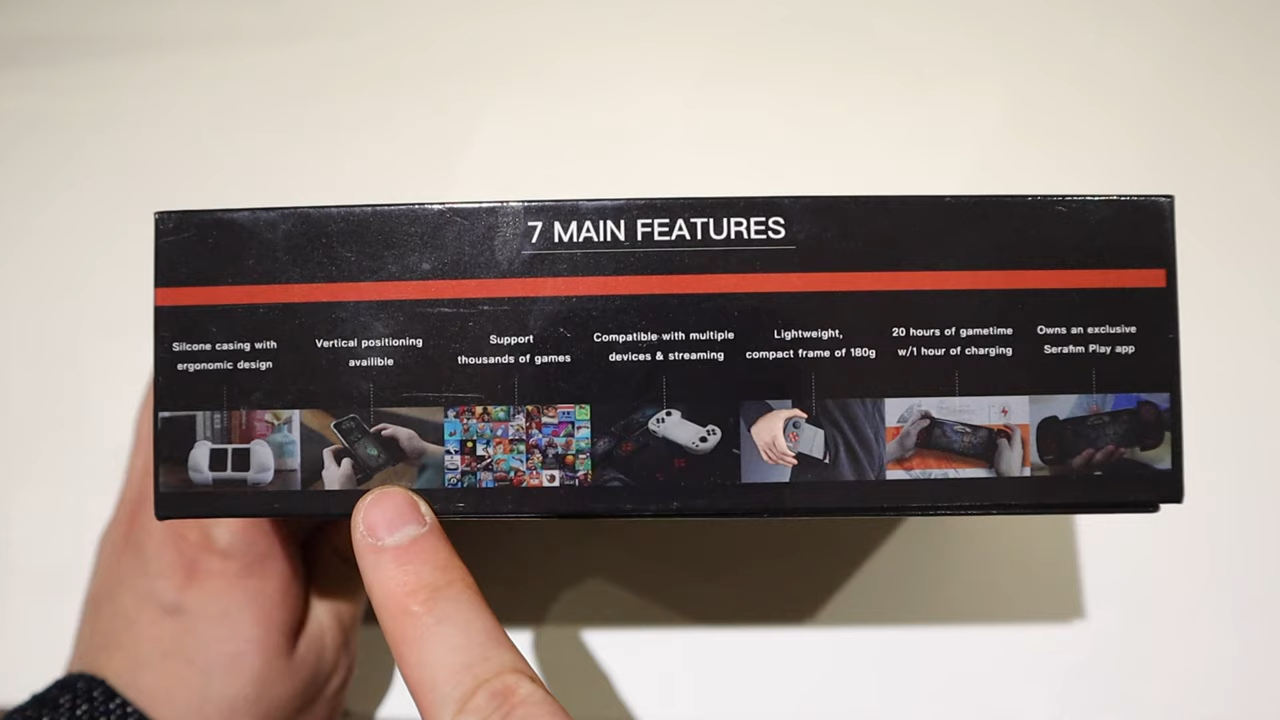 7 MAIN FEATURES
Silcone casing with
ergonomic design
Vertical positioning
availible
Support
thousands of games
Compatible with multiple
devices & streaming
Lightweight,
compact frame of 180g
20 hours of gametime
w/1 hour of charging
Owns an exclusive
Serafim Play app